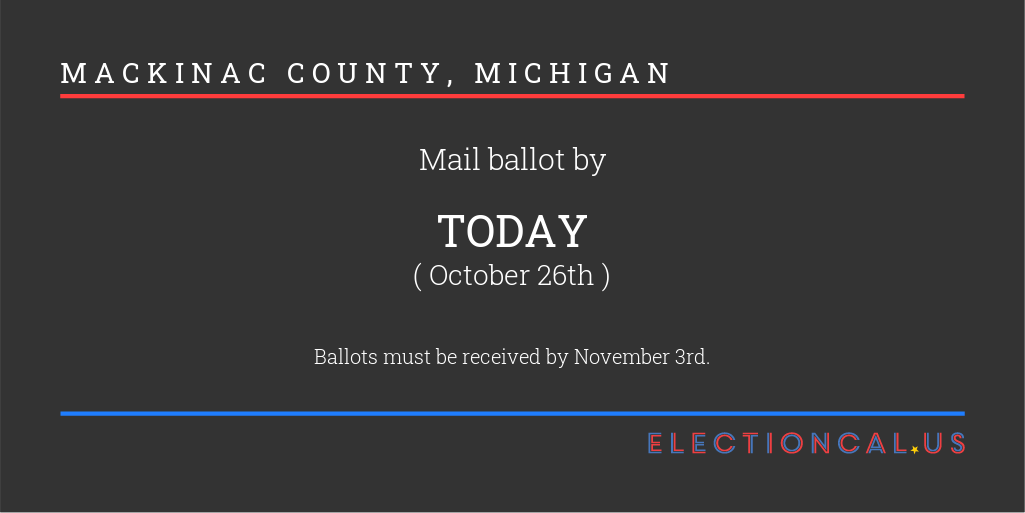 MACKINAC COUNTY, MICHIGAN
Mail ballot by
TODAY
( October 26th )
Ballots must be received by November 3rd.
ELECTIONCAL.US